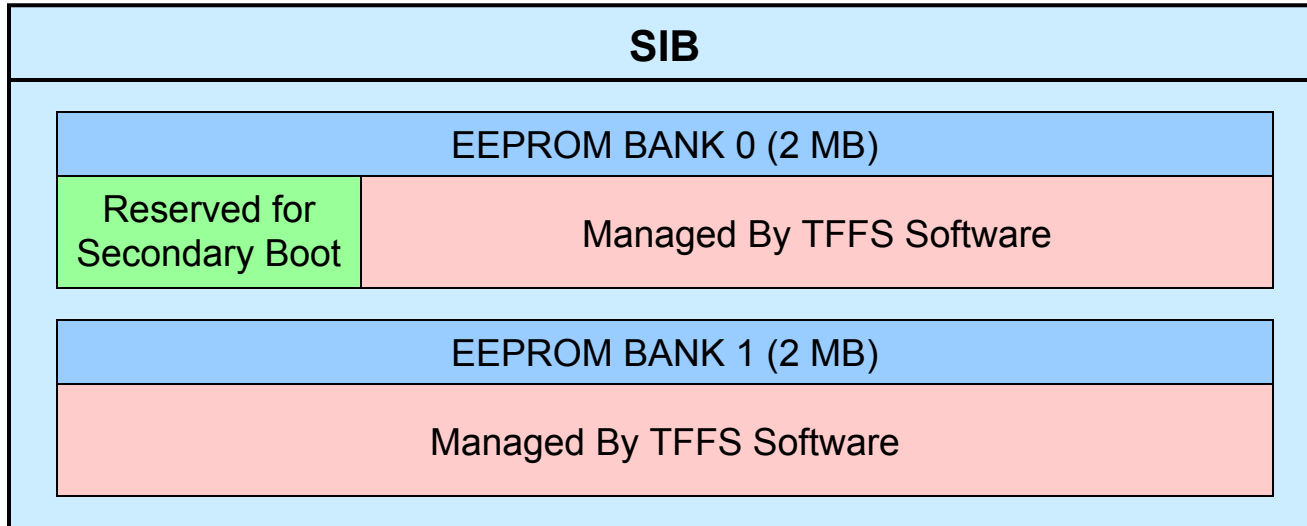 SIB
EEPROM BANK 0 (2 MB)
Reserved for
Secondary Boot
Managed By TFFS Software
EEPROM BANK 1 (2 MB)
Managed By TFFS Software